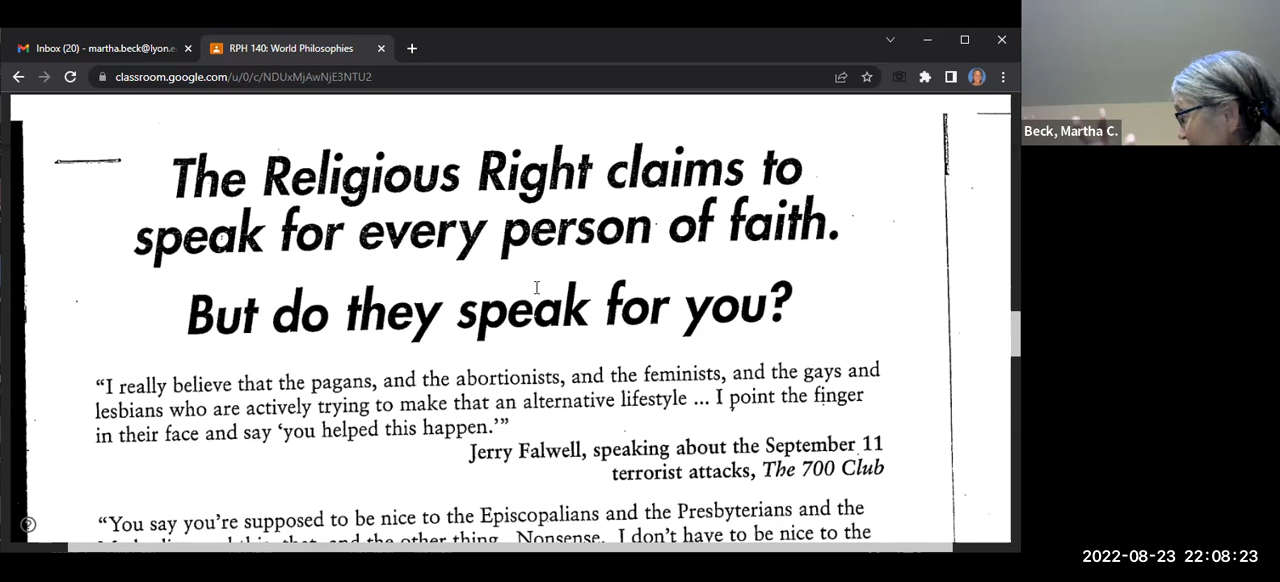 Inbox (20) - martha.beck@lyon.e
RPH 140: World Philosophies
classroom.google.com/u/0/c/NDUxMjAwNjE3NTU2
Beck, Martha C.
The Religious Right claims to
speak for every person of faith.
But do they speak for you?
“I really believe that the pagans, and the abortionists, and the feminists, and the gays and
lesbians who are actively trying to make that an alternative lifestyle ... I point the finger
in their face and say ‘you helped this happen.’”
Jerry Falwell, speaking about the September 11
terrorist attacks, The 700 Club
“You say you’re supposed to be nice to the Episcopalians and the Presbyterians and the
and the other thing. Nonsense. I don’t have to be nice to the
2022-08-23 22:08:23